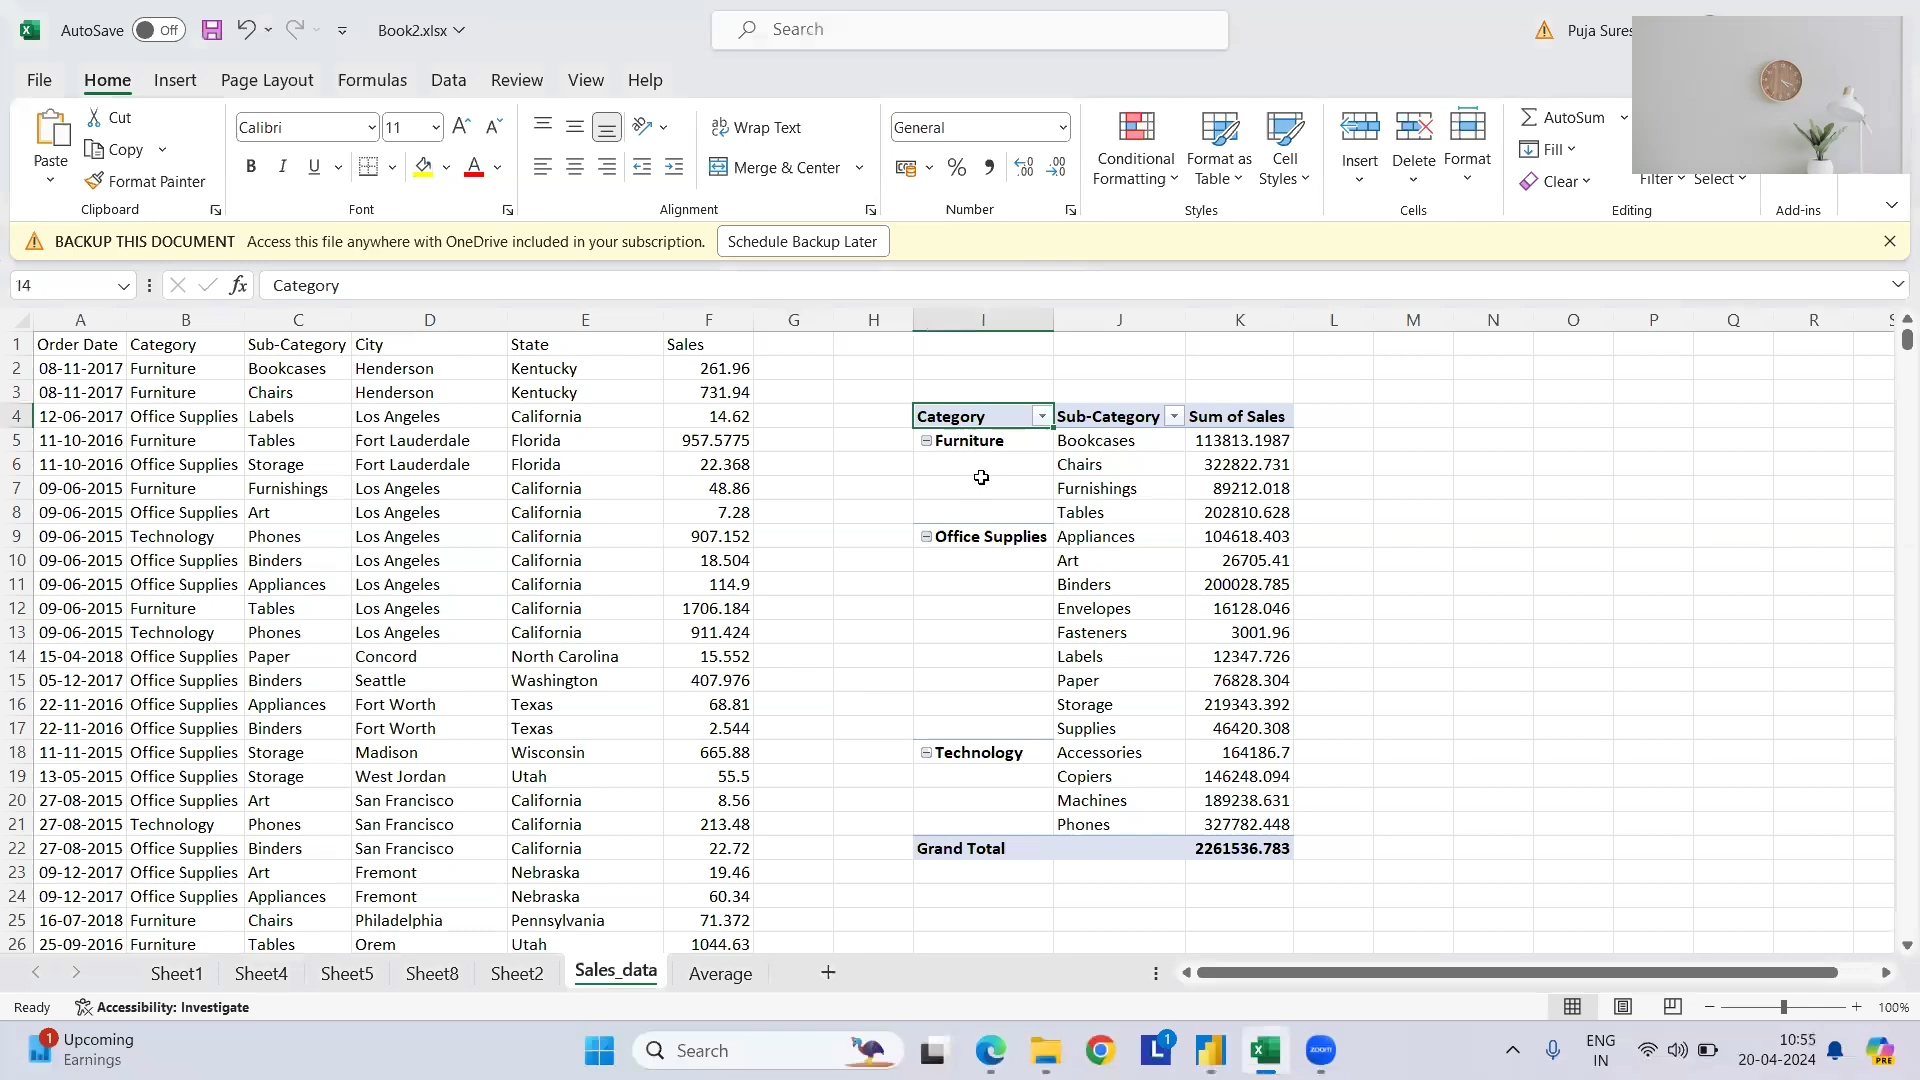 AutoSave Off Book2.xlsx Search Puja Sures
File Home Insert Page Layout Formulas Data Review View Help
Paste Cut Copy Format Painter Clipboard
Calibri 11 B I U A Font
Wrap Text Merge & Center Alignment
General % Number
Conditional Formatting Format as Table Cell Styles Styles
Insert Delete Format Cells
AutoSum Fill Clear Filter Select Editing
Add-ins
BACKUP THIS DOCUMENT Access this file anywhere with OneDrive included in your subscription. Schedule Backup Later
I4 fx Category
A B C D E F G H I J K L M N O P Q R S
1 Order Date Category Sub-Category City State Sales
2 08-11-2017 Furniture Bookcases Henderson Kentucky 261.96
3 08-11-2017 Furniture Chairs Henderson Kentucky 731.94
4 12-06-2017 Office Supplies Labels Los Angeles California 14.62 Category Sub-Category Sum of Sales
5 11-10-2016 Furniture Tables Fort Lauderdale Florida 957.5775 Furniture Bookcases 113813.1987
6 11-10-2016 Office Supplies Storage Fort Lauderdale Florida 22.368 Chairs 322822.731
7 09-06-2015 Furniture Furnishings Los Angeles California 48.86 Furnishings 89212.018
8 09-06-2015 Office Supplies Art Los Angeles California 7.28 Tables 202810.628
9 09-06-2015 Technology Phones Los Angeles California 907.152 Office Supplies Appliances 104618.403
10 09-06-2015 Office Supplies Binders Los Angeles California 18.504 Art 26705.41
11 09-06-2015 Office Supplies Appliances Los Angeles California 114.9 Binders 200028.785
12 09-06-2015 Furniture Tables Los Angeles California 1706.184 Envelopes 16128.046
13 09-06-2015 Technology Phones Los Angeles California 911.424 Fasteners 3001.96
14 15-04-2018 Office Supplies Paper Concord North Carolina 15.552 Labels 12347.726
15 05-12-2017 Office Supplies Binders Seattle Washington 407.976 Paper 76828.304
16 22-11-2016 Office Supplies Appliances Fort Worth Texas 68.81 Storage 219343.392
17 22-11-2016 Office Supplies Binders Fort Worth Texas 2.544 Supplies 46420.308
18 11-11-2015 Office Supplies Storage Madison Wisconsin 665.88 Technology Accessories 164186.7
19 13-05-2015 Office Supplies Storage West Jordan Utah 55.5 Copiers 146248.094
20 27-08-2015 Office Supplies Art San Francisco California 8.56 Machines 189238.631
21 27-08-2015 Technology Phones San Francisco California 213.48 Phones 327782.448
22 27-08-2015 Office Supplies Binders San Francisco California 22.72 Grand Total 2261536.783
23 09-12-2017 Office Supplies Art Fremont Nebraska 19.46
24 09-12-2017 Office Supplies Appliances Fremont Nebraska 60.34
25 16-07-2018 Furniture Chairs Philadelphia Pennsylvania 71.372
26 25-09-2016 Furniture Tables Orem Utah 1044.63
Sheet1 Sheet4 Sheet5 Sheet8 Sheet2 Sales_data Average
Ready Accessibility: Investigate 100%
1 Upcoming Earnings Search L 1 zoom ENG IN 10:55 20-04-2024 PRE